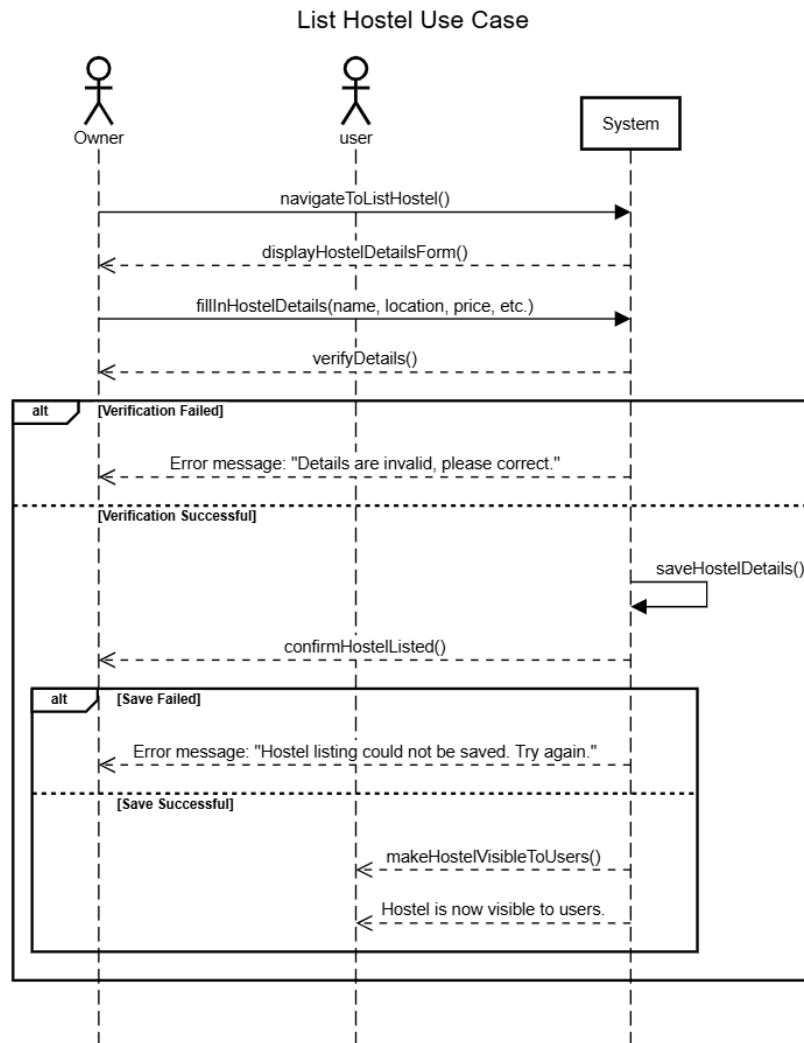 List Hostel Use Case
Owner
user
System
navigateToListHostel()
displayHostelDetailsForm()
fillInHostelDetails(name, location, price, etc.)
verifyDetails()
alt
[Verification Failed]
Error message: "Details are invalid, please correct."
[Verification Successful]
saveHostelDetails()
confirmHostelListed()
alt
[Save Failed]
Error message: "Hostel listing could not be saved. Try again."
[Save Successful]
makeHostelVisibleToUsers()
Hostel is now visible to users.